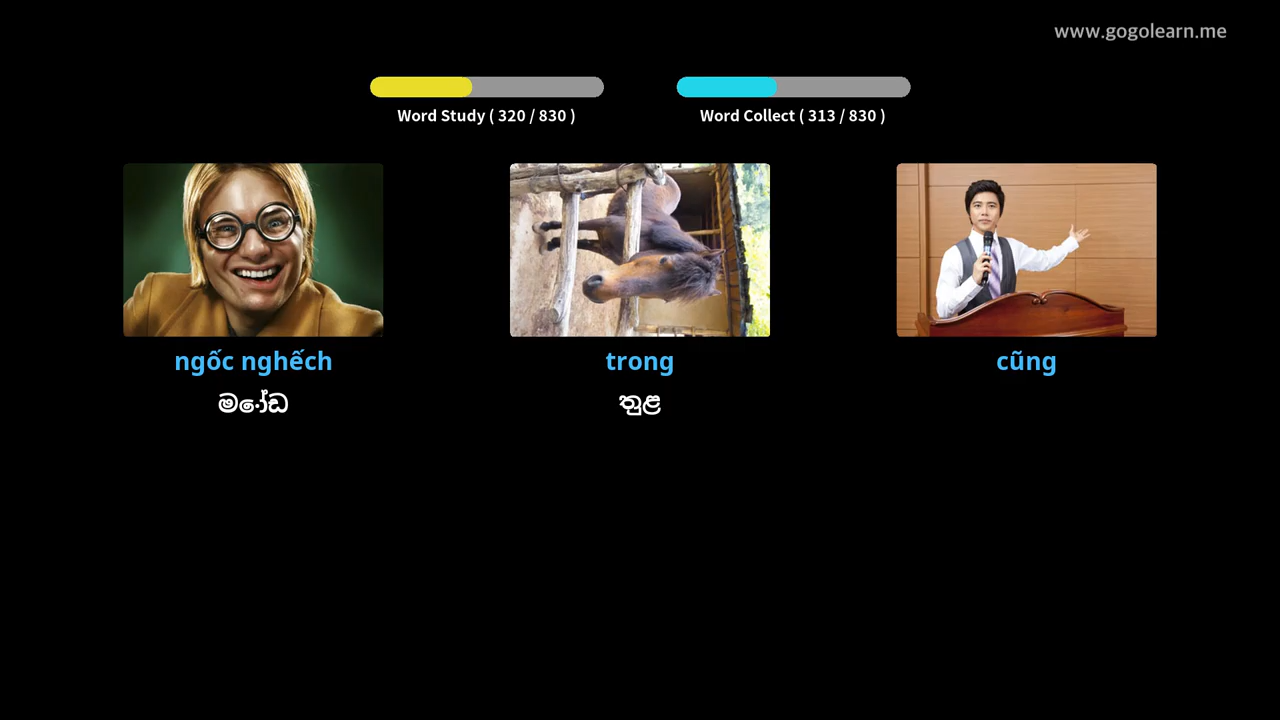 www.gogolearn.me
Word Study ( 320 / 830 )
Word Collect ( 313 / 830 )
ngốc nghếch
trong
cũng
මෝඩ
තුළ